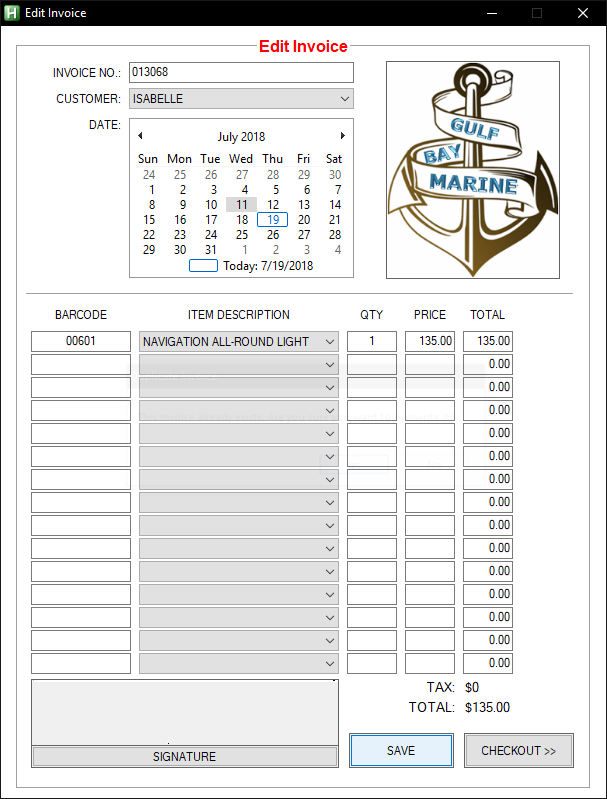 Edit Invoice
Edit Invoice
INVOICE NO.: 013068
CUSTOMER: ISABELLE
DATE:
July 2018
Sun Mon Tue Wed Thu Fri Sat
24 25 26 27 28 29 30
1 2 3 4 5 6 7
8 9 10 11 12 13 14
15 16 17 18 19 20 21
22 23 24 25 26 27 28
29 30 31 1 2 3 4
Today: 7/19/2018
GULF
BAY
MARINE
BARCODE ITEM DESCRIPTION QTY PRICE TOTAL
00601 NAVIGATION ALL-ROUND LIGHT 1 135.00 135.00
0.00
0.00
0.00
0.00
0.00
0.00
0.00
0.00
0.00
0.00
0.00
0.00
0.00
0.00
TAX: $0
TOTAL: $135.00
SIGNATURE
SAVE
CHECKOUT >>